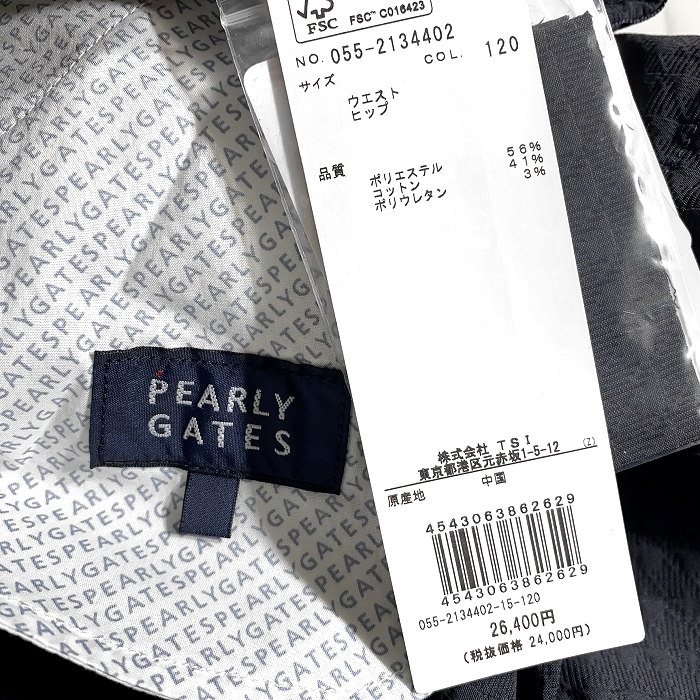 FSC FSC™ C016423
NO. 055-2134402
COL. 120
サイズ
ウエスト
ヒップ
品質
ポリエステル 56%
コットン 41%
ポリウレタン 3%
株式会社 TSI
東京都港区元赤坂1-5-12 (Z)
原産地 中国
4543063862629
4543063862629
055-2134402-15-120
26,400円
(税抜価格 24,000円)
PEARLY
GATES
PEARLYGATESPEARLYGATESPEARLYGATES